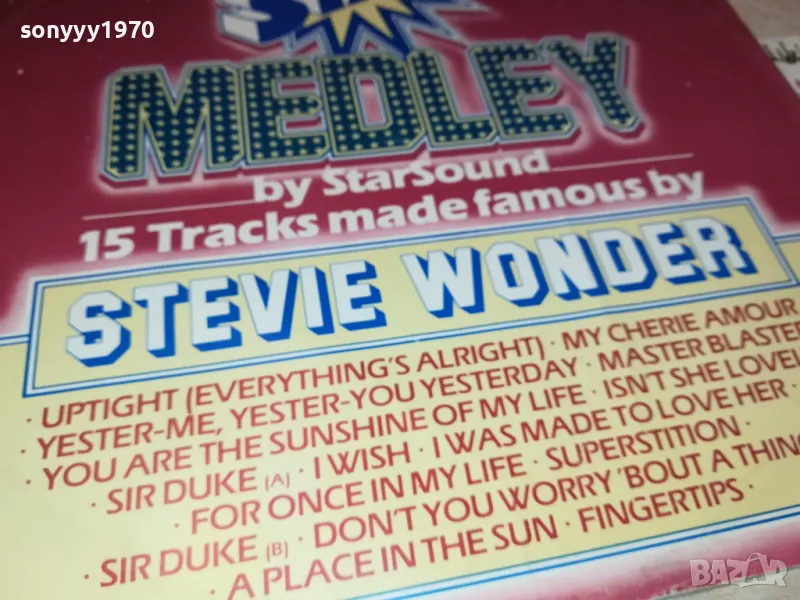 sonyyy1970
MEDLEY
by StarSound
15 Tracks made famous by
STEVIE WONDER
· UPTIGHT (EVERYTHING'S ALRIGHT) · MY CHERIE AMOUR
· YESTER-ME, YESTER-YOU YESTERDAY · MASTER BLASTER
· YOU ARE THE SUNSHINE OF MY LIFE · ISN'T SHE LOVEL
· SIR DUKE (A) · I WISH · I WAS MADE TO LOVE HER ·
· FOR ONCE IN MY LIFE · SUPERSTITION ·
· SIR DUKE (B) · DON'T YOU WORRY 'BOUT A THING
· A PLACE IN THE SUN · FINGERTIPS ·
BAZAR